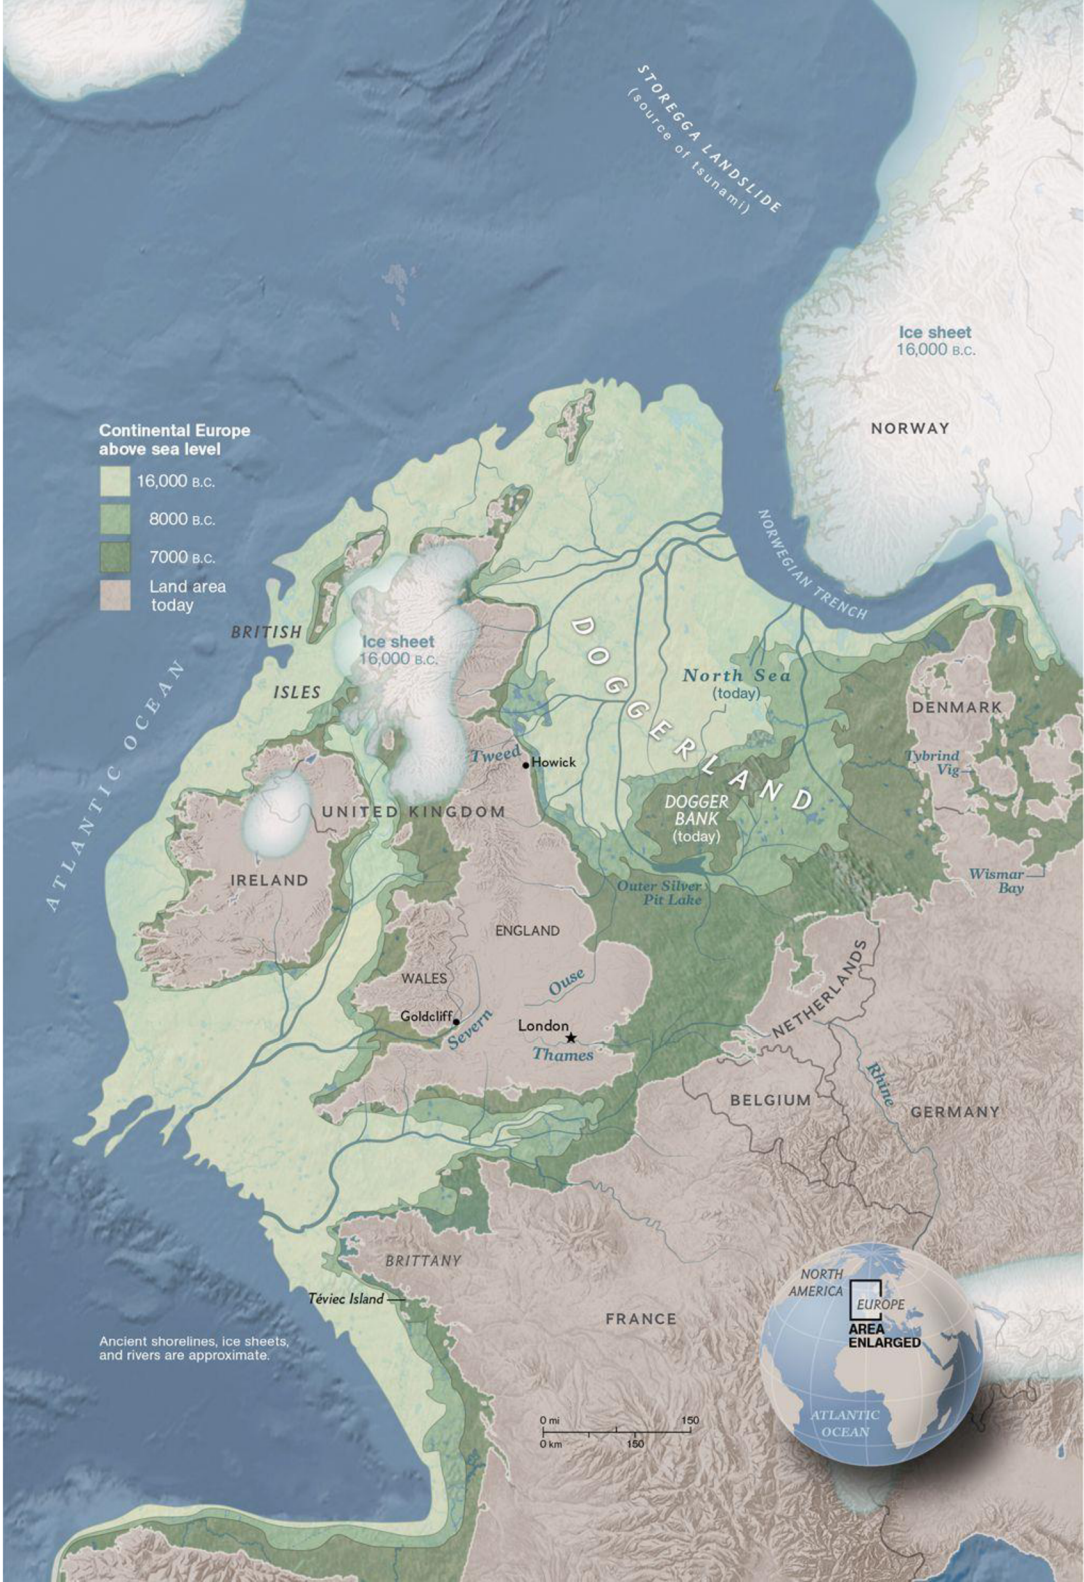 STOREGGA LANDSLIDE
(source of tsunami)
Ice sheet
16,000 B.C.
NORWAY
Continental Europe
above sea level
16,000 B.C.
8000 B.C.
7000 B.C.
Land area
today
NORWEGIAN TRENCH
BRITISH
ISLES
Ice sheet
16,000 B.C.
DOGGERLAND
North Sea
(today)
DENMARK
ATLANTIC OCEAN
Tweed
Howick
Tybrind
Vig
UNITED KINGDOM
DOGGER
BANK
(today)
IRELAND
Outer Silver
Pit Lake
Wismar
Bay
ENGLAND
WALES
Ouse
NETHERLANDS
Goldcliff
Severn
London
Thames
Rhine
BELGIUM
GERMANY
BRITTANY
Téviec Island
FRANCE
NORTH
AMERICA
EUROPE
AREA
ENLARGED
ATLANTIC
OCEAN
Ancient shorelines, ice sheets,
and rivers are approximate.
0 mi 150
0 km 150